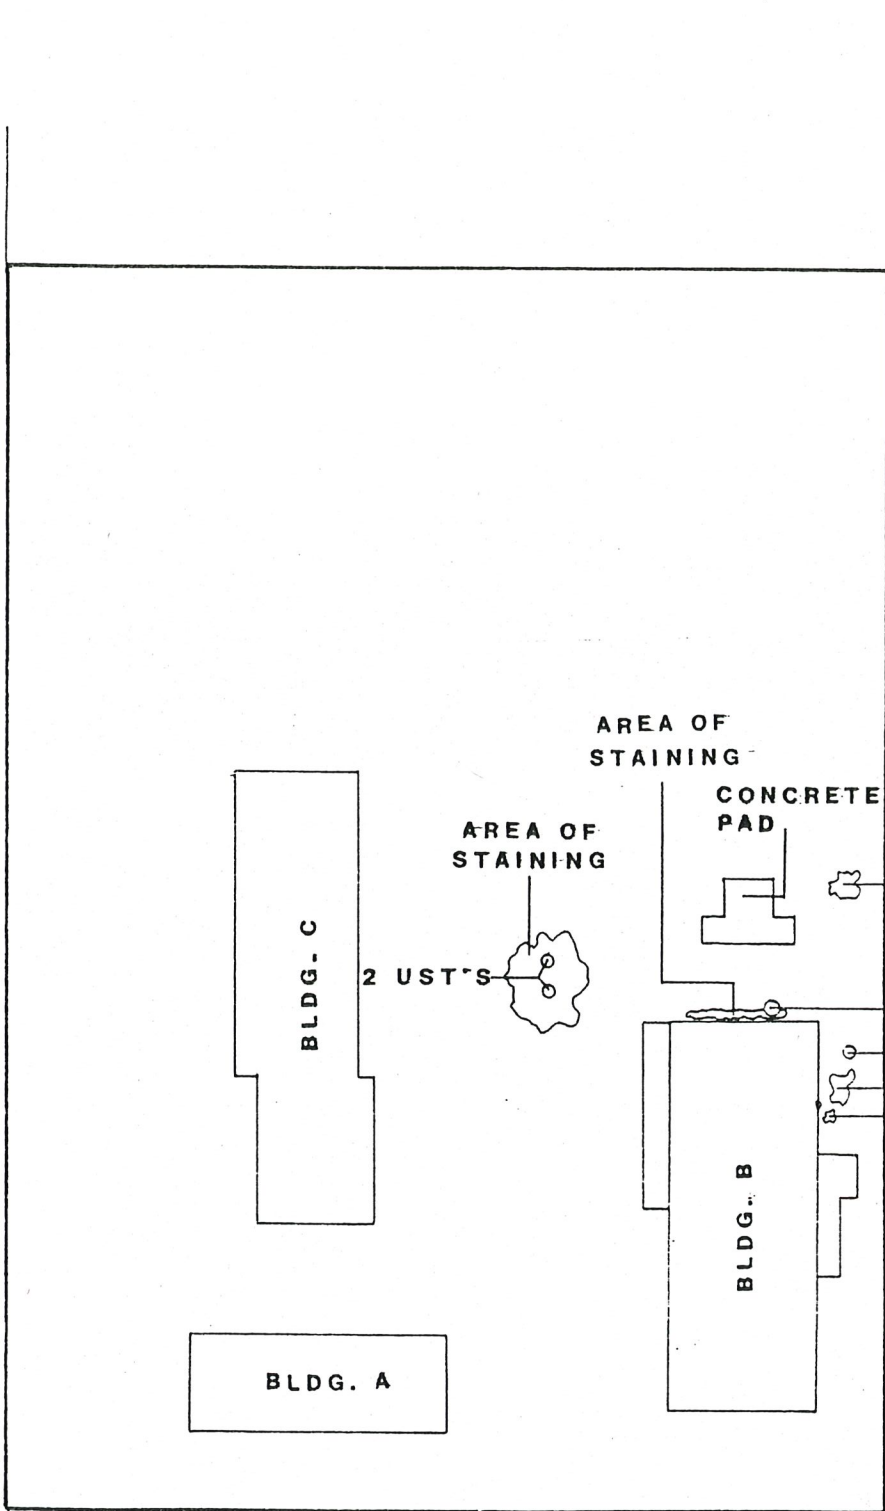 AREA OF
STAINING
CONCRETE
PAD
AREA OF
STAINING
2 UST'S
BLDG. C
BLDG. B
BLDG. A